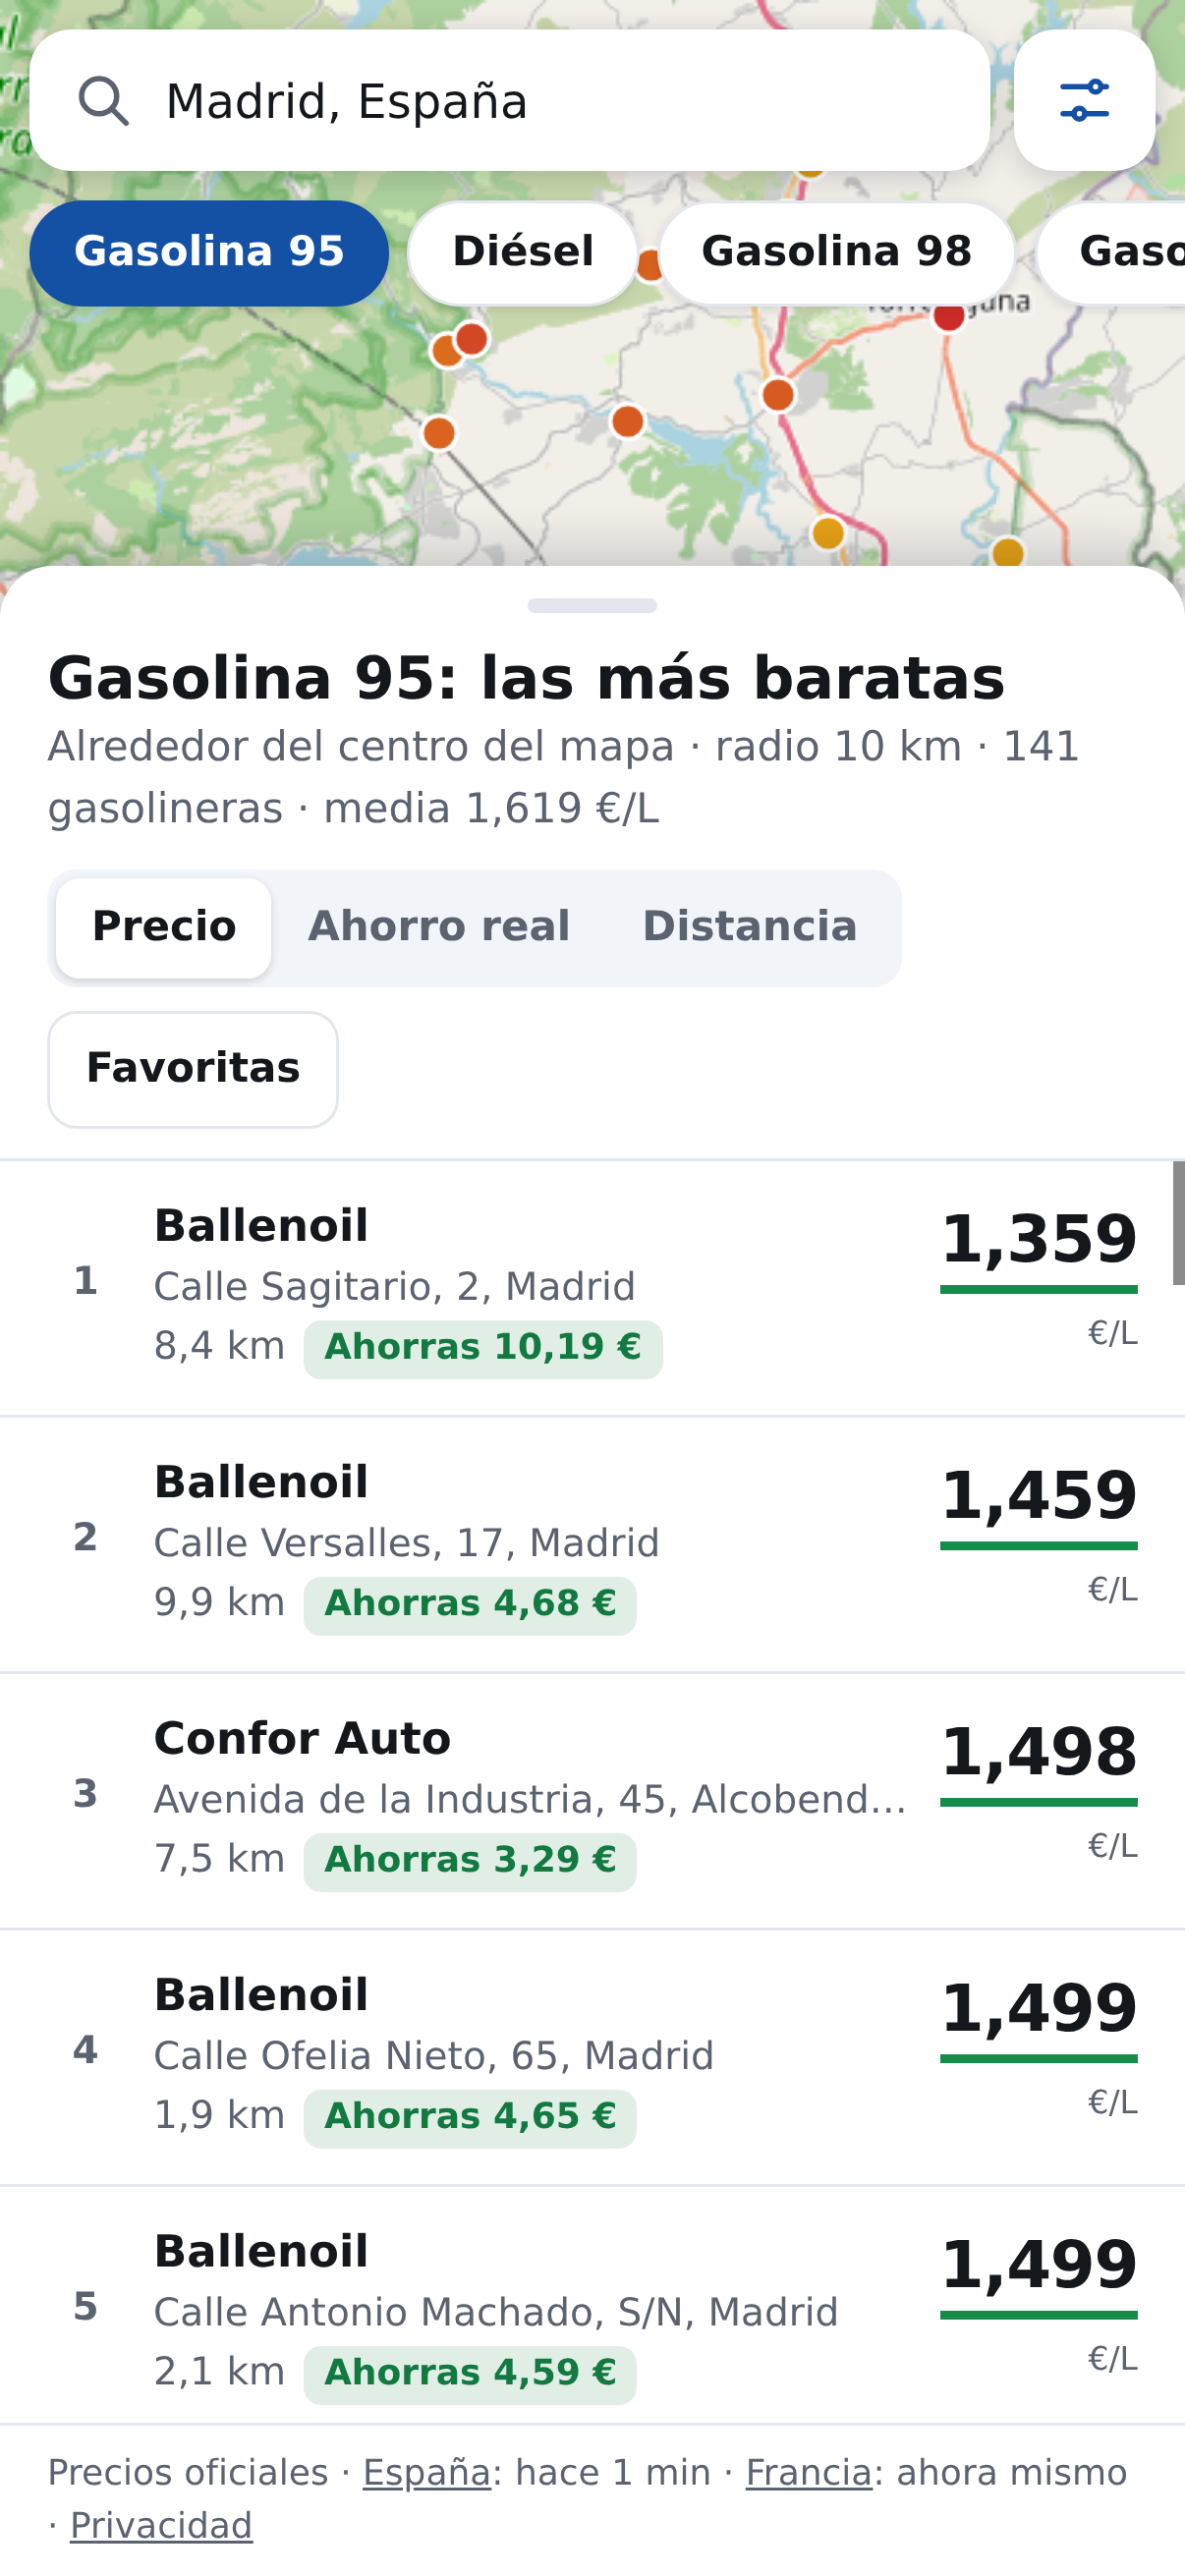 Madrid, España
Gasolina 95
Diésel
Gasolina 98
Gaso
Gasolina 95: las más baratas
Alrededor del centro del mapa · radio 10 km · 141
gasolineras · media 1,619 €/L
Precio
Ahorro real
Distancia
Favoritas
1
Ballenoil
Calle Sagitario, 2, Madrid
8,4 km
Ahorras 10,19 €
1,359
€/L
2
Ballenoil
Calle Versalles, 17, Madrid
9,9 km
Ahorras 4,68 €
1,459
€/L
3
Confor Auto
Avenida de la Industria, 45, Alcobend…
7,5 km
Ahorras 3,29 €
1,498
€/L
4
Ballenoil
Calle Ofelia Nieto, 65, Madrid
1,9 km
Ahorras 4,65 €
1,499
€/L
5
Ballenoil
Calle Antonio Machado, S/N, Madrid
2,1 km
Ahorras 4,59 €
1,499
€/L
Precios oficiales · España: hace 1 min · Francia: ahora mismo
· Privacidad